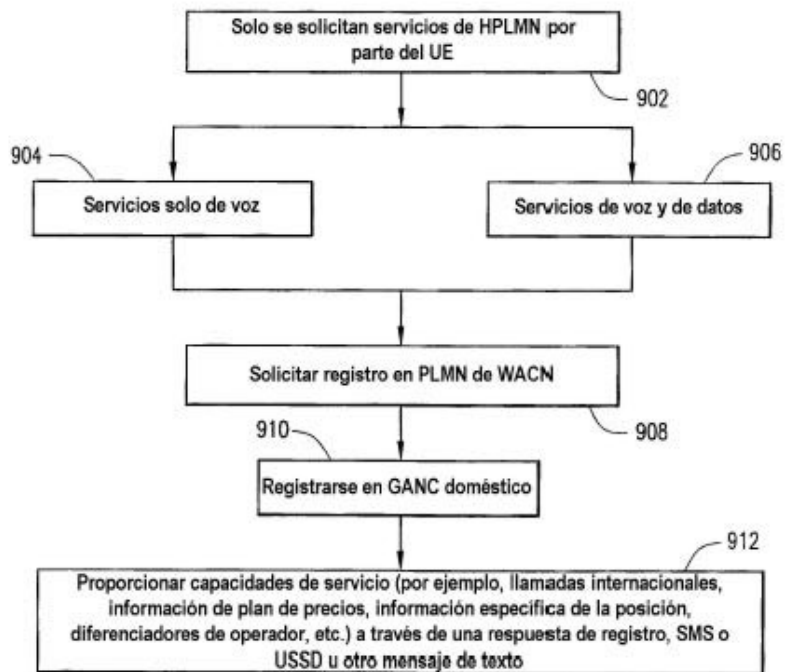 Solo se solicitan servicios de HPLMN por
parte del UE
902
904
906
Servicios solo de voz
Servicios de voz y de datos
Solicitar registro en PLMN de WACN
908
910
Registrarse en GANC doméstico
912
Proporcionar capacidades de servicio (por ejemplo, llamadas internacionales,
información de plan de precios, información específica de la posición,
diferenciadores de operador, etc.) a través de una respuesta de registro, SMS o
USSD u otro mensaje de texto